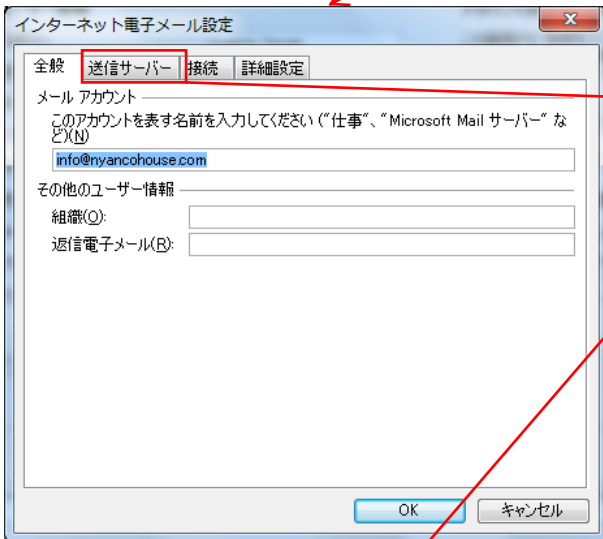 インターネット電子メール設定
全般 送信サーバー 接続 詳細設定
メール アカウント
このアカウントを表す名前を入力してください ("仕事"、"Microsoft Mail サーバー" な
ど)(N)
info@nyancohouse.com
その他のユーザー情報
組織(O):
返信電子メール(R):
OK キャンセル